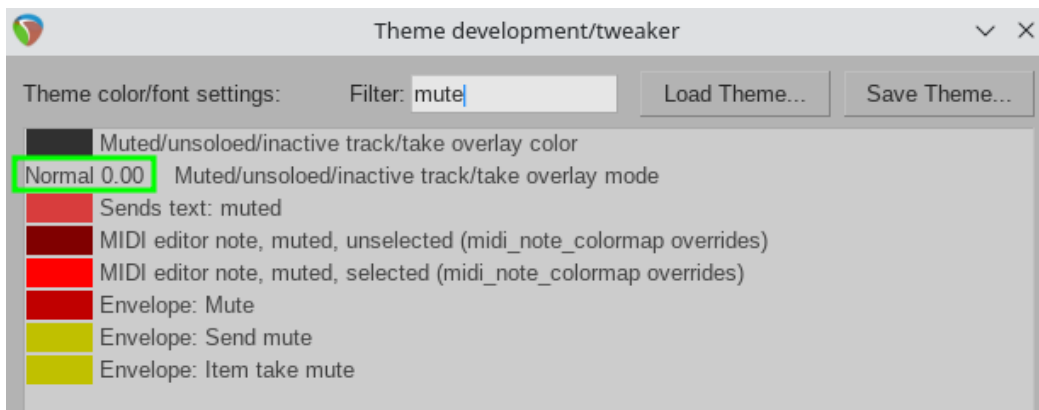 Theme development/tweaker
Theme color/font settings: Filter: mute Load Theme... Save Theme...
Muted/unsoloed/inactive track/take overlay color
Normal 0.00 Muted/unsoloed/inactive track/take overlay mode
Sends text: muted
MIDI editor note, muted, unselected (midi_note_colormap overrides)
MIDI editor note, muted, selected (midi_note_colormap overrides)
Envelope: Mute
Envelope: Send mute
Envelope: Item take mute